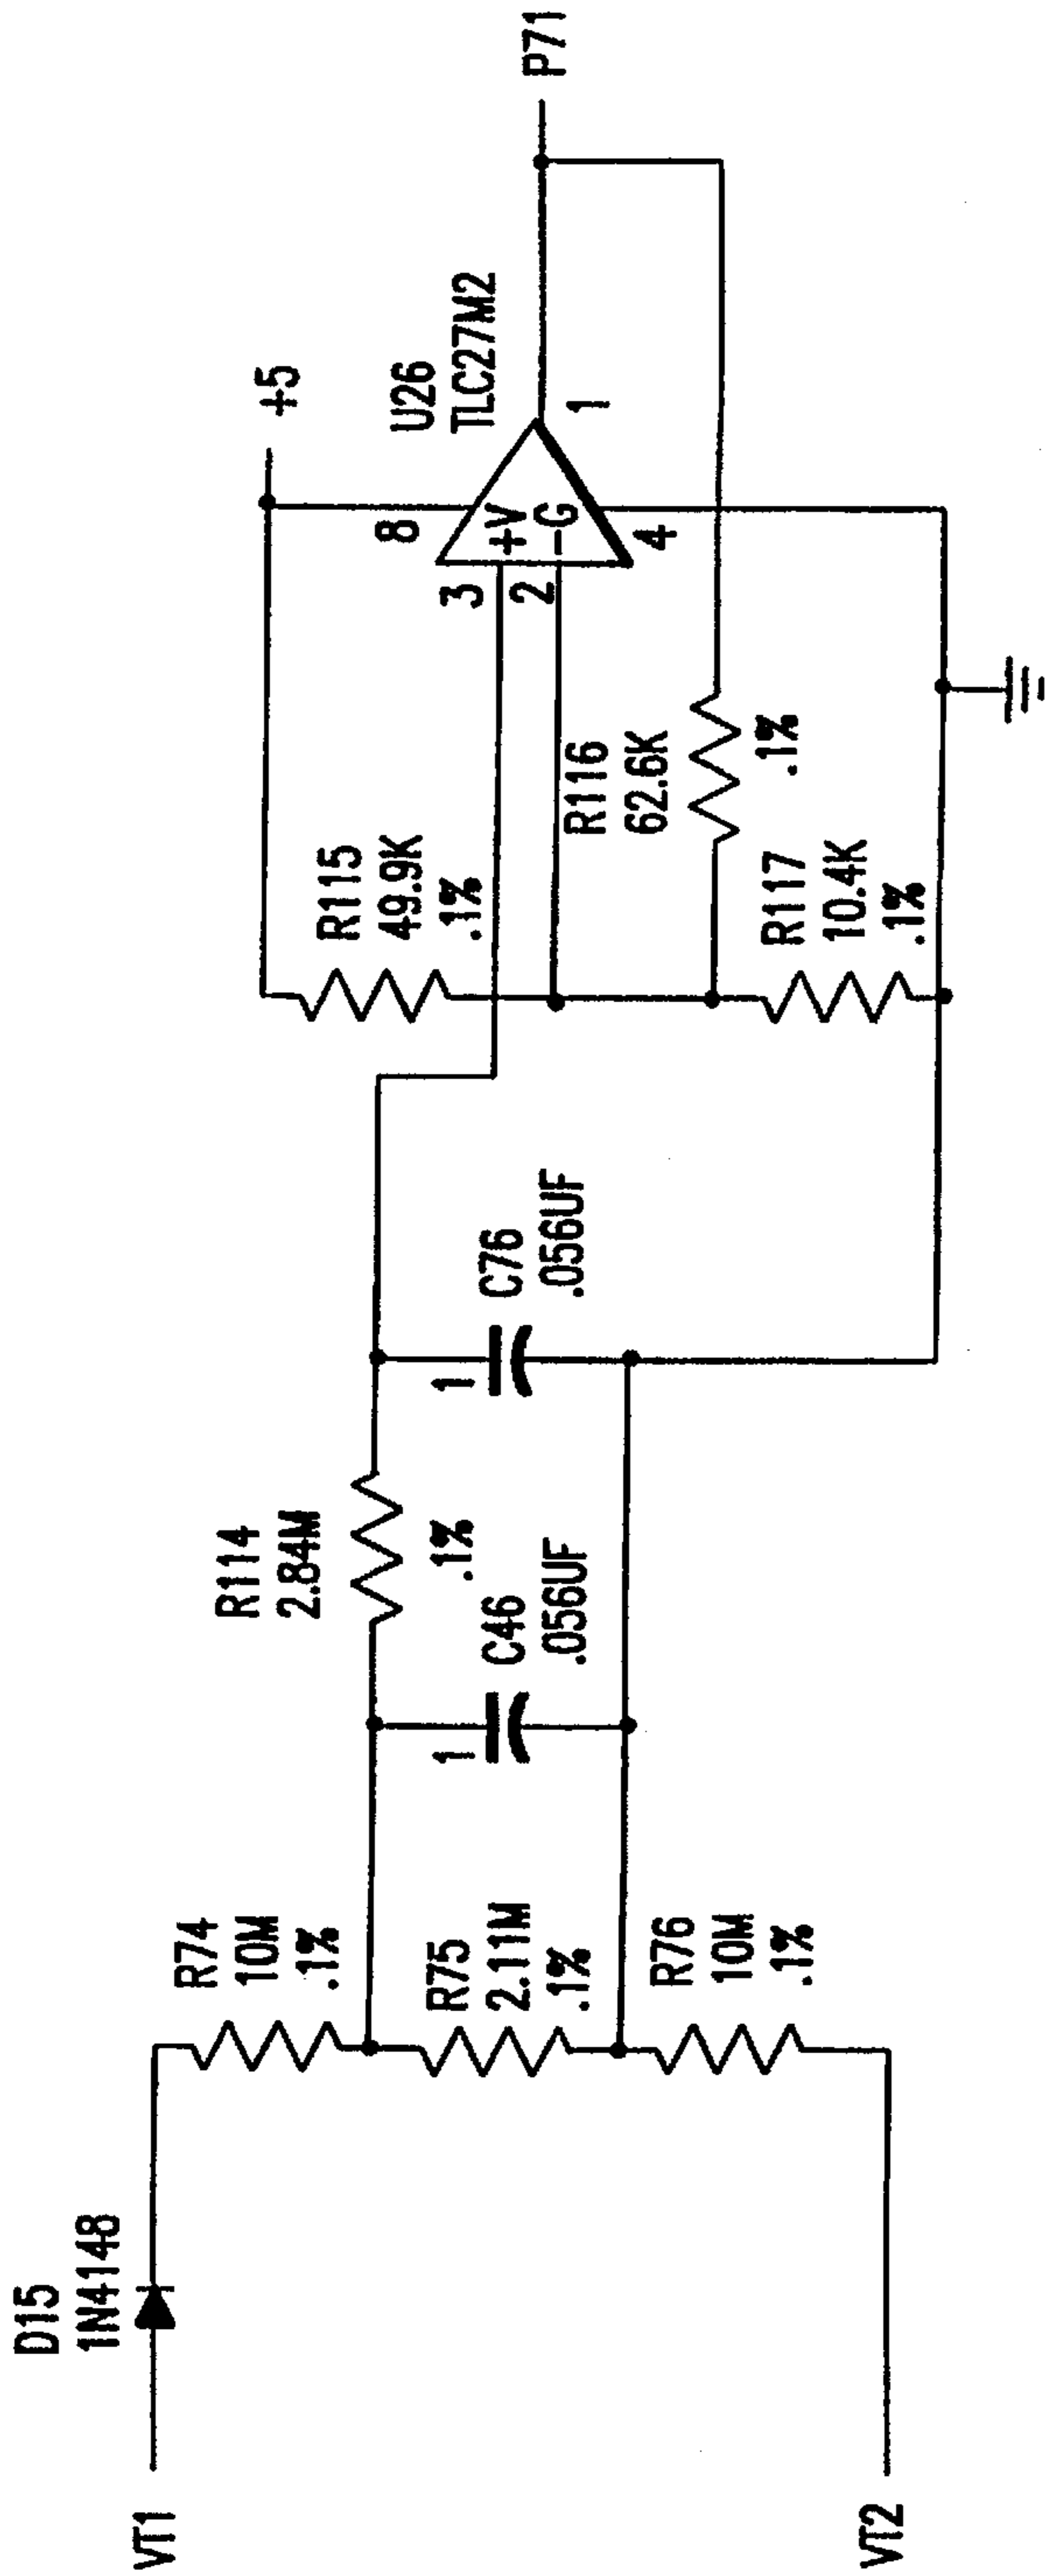 D15
1N4148
VT1
VT2
R74
10M
.1%
R75
2.11M
.1%
R76
10M
.1%
R114
2.84M
.1%
1
C46
.056UF
1
C76
.056UF
R115
49.9K
.1%
R116
62.6K
.1%
R117
10.4K
.1%
+5
U26
TLC27M2
8
3
+V
2
-G
4
1
P71